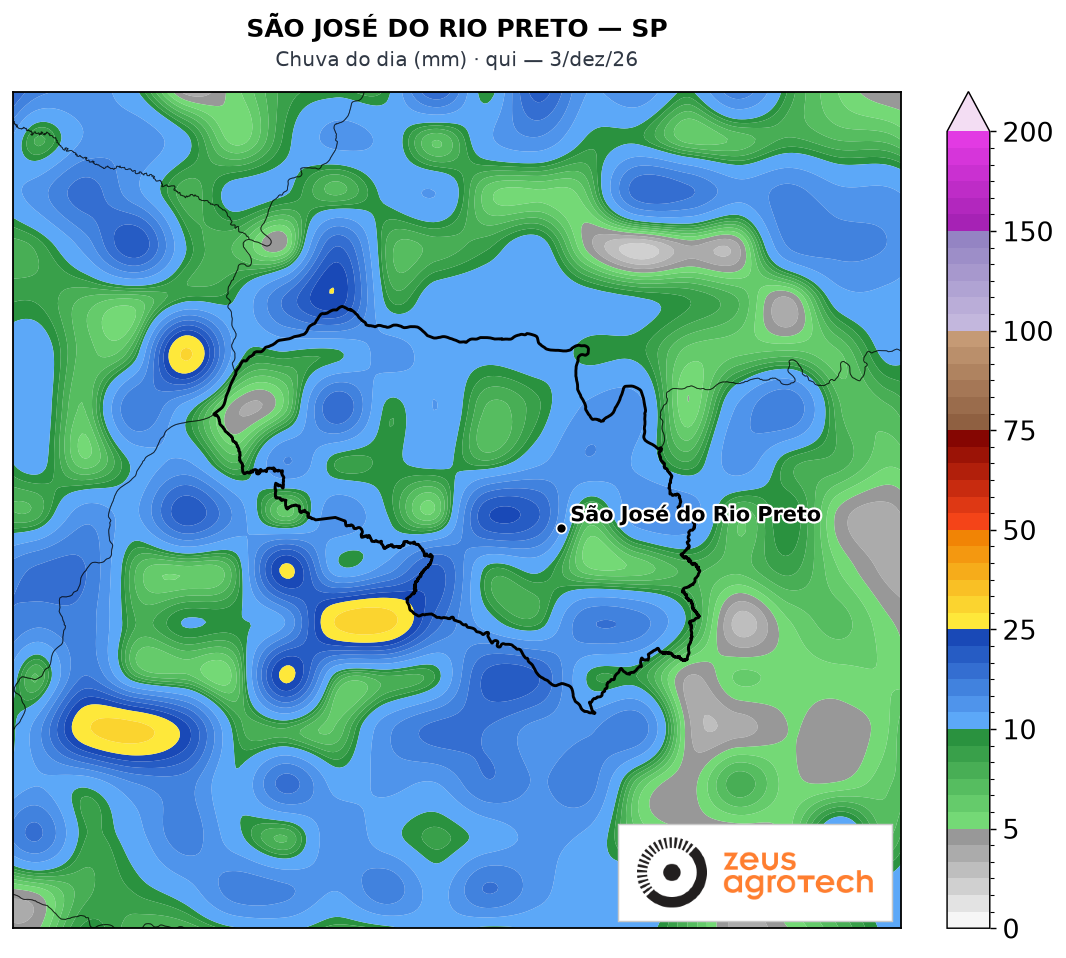 SÃO JOSÉ DO RIO PRETO — SP
Chuva do dia (mm) · qui — 3/dez/26
200
150
100
75
50
25
10
5
0
São José do Rio Preto
zeus
agrotech